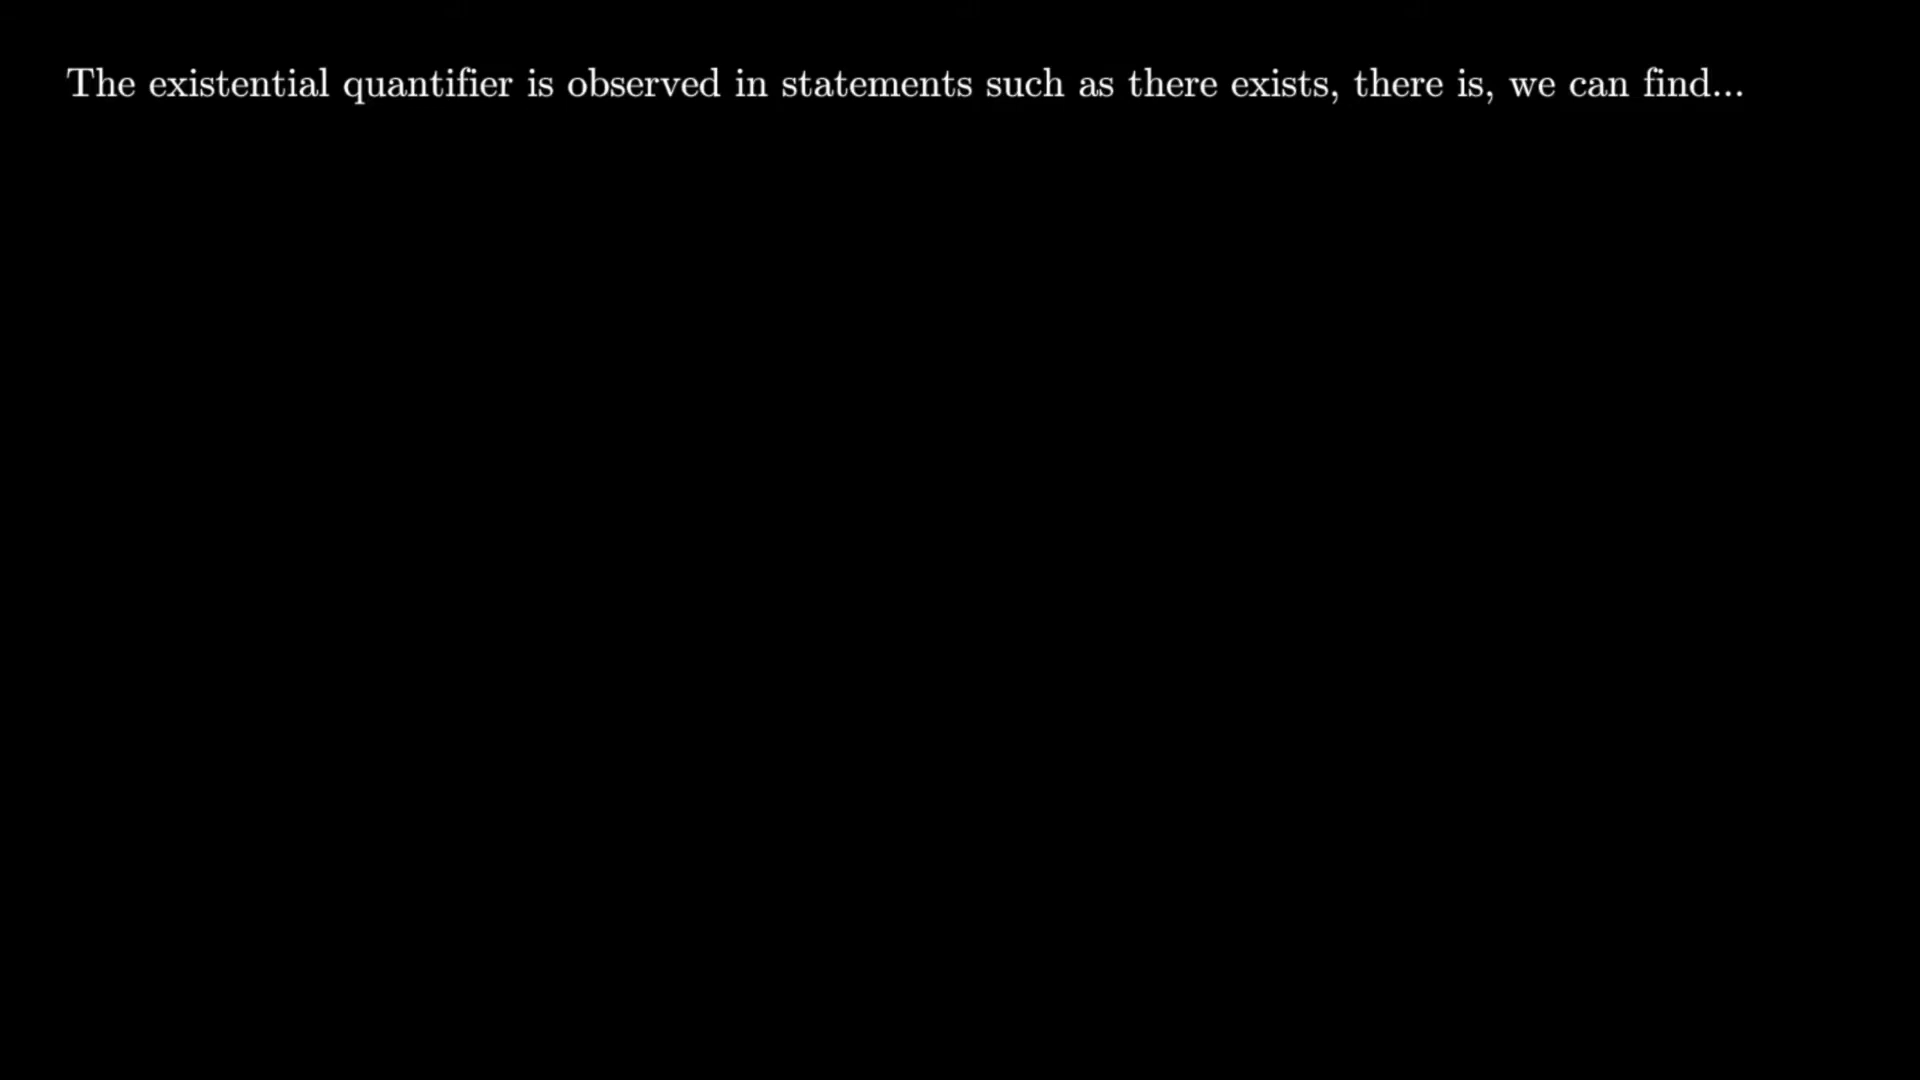 The existential quantifier is observed in statements such as there exists, there is, we can find...